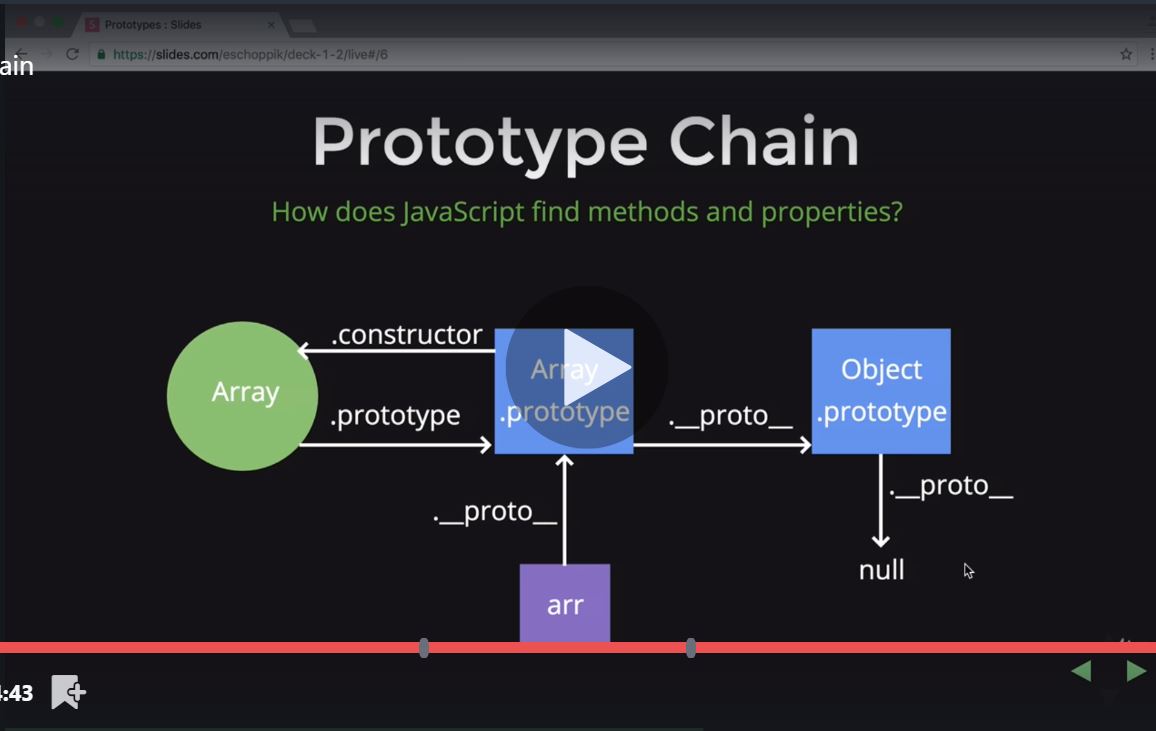 Prototypes : Slides
https://slides.com/eschoppik/deck-1-2/live#/6
ain
Prototype Chain
How does JavaScript find methods and properties?
.constructor
Array
.prototype
Array
.prototype
.__proto__
Object
.prototype
.__proto__
.__proto__
null
arr
:43